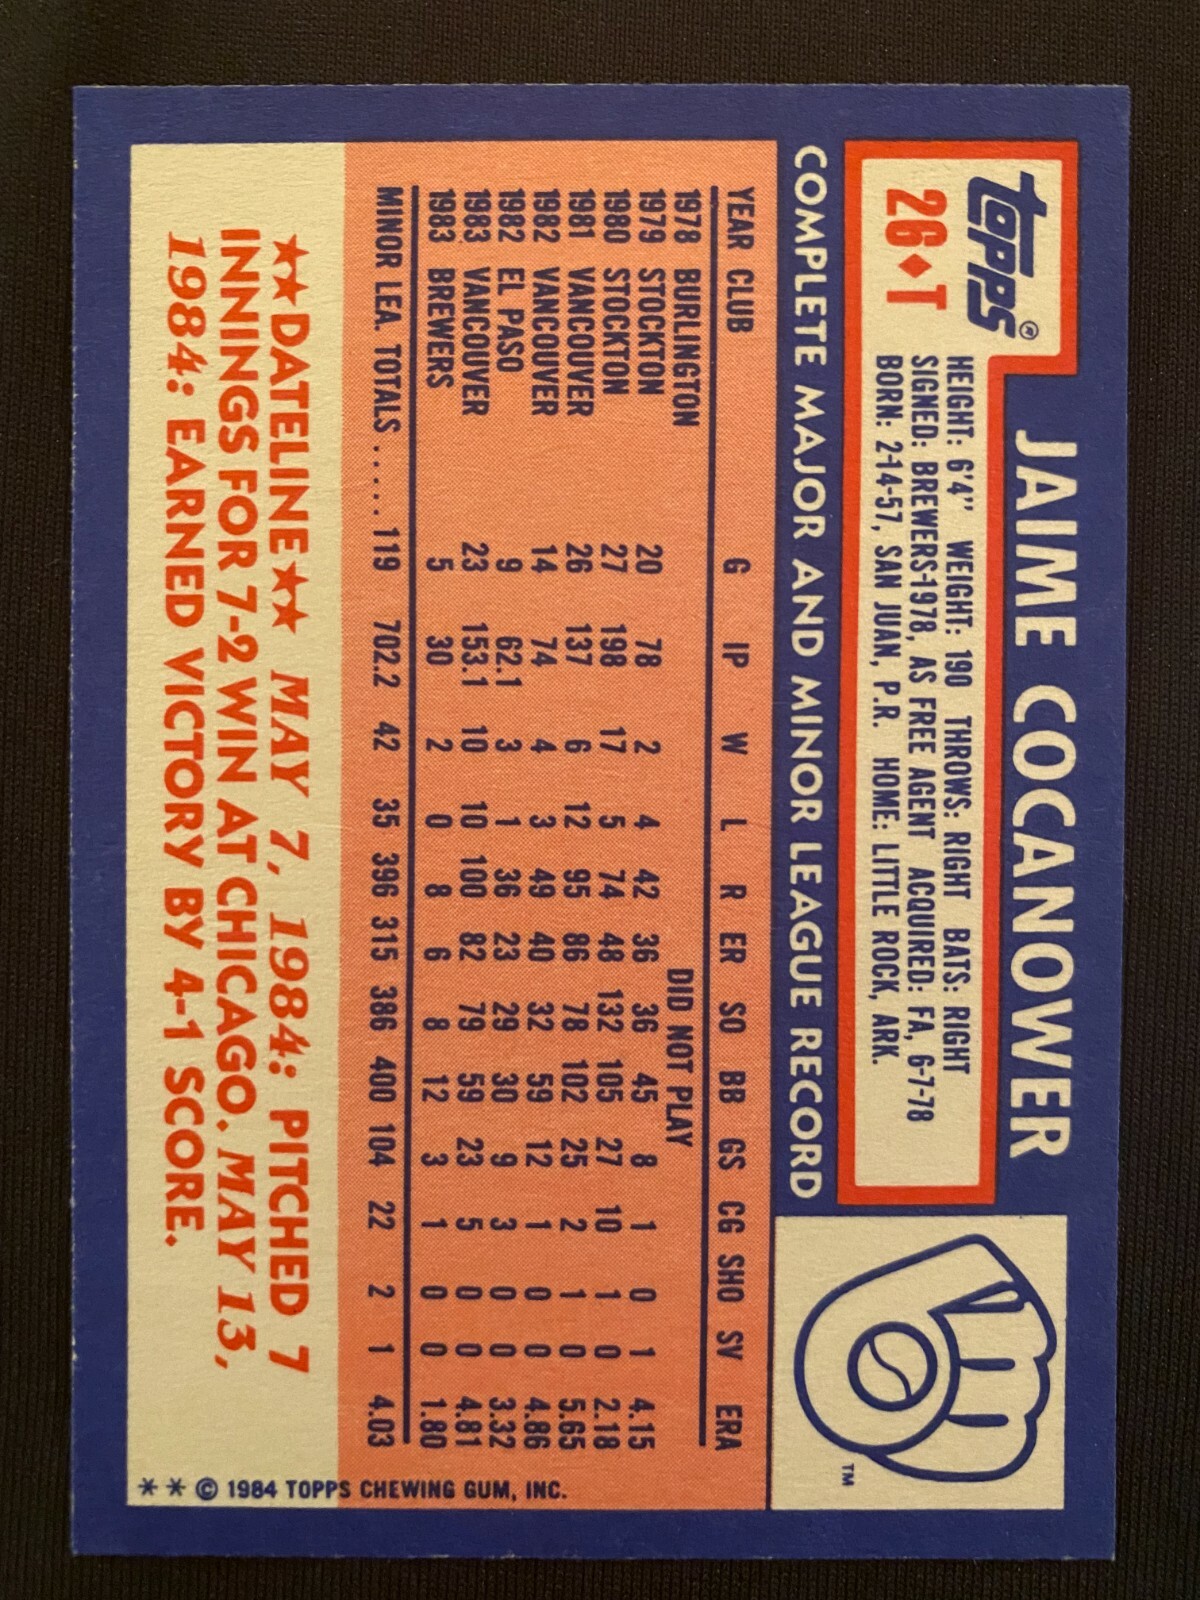 TOPPS®
26♦T
JAIME COCANOWER
HEIGHT: 6'4" WEIGHT: 190 THROWS: RIGHT BATS: RIGHT
SIGNED: BREWERS-1978, AS FREE AGENT ACQUIRED: FA, 6-7-78
BORN: 2-14-57, SAN JUAN, P.R. HOME: LITTLE ROCK, ARK.
COMPLETE MAJOR AND MINOR LEAGUE RECORD
YEAR CLUB G IP W L R ER SO BB GS CG SHO SV ERA
1978 BURLINGTON DID NOT PLAY
1979 STOCKTON 20 78 2 4 42 36 36 45 8 1 0 1 4.15
1980 STOCKTON 27 198 17 5 74 48 132 105 27 10 1 0 2.18
1981 VANCOUVER 26 137 6 12 95 86 78 102 25 2 1 0 5.65
1982 VANCOUVER 14 74 4 3 49 40 32 59 12 1 0 0 4.86
1982 EL PASO 9 62.1 3 1 36 23 29 30 9 3 0 0 3.32
1983 VANCOUVER 23 153.1 10 10 100 82 79 59 23 5 0 0 4.81
1983 BREWERS 5 30 2 0 8 6 8 12 3 1 0 0 1.80
MINOR LEA. TOTALS ..... 119 702.2 42 35 396 315 386 400 104 22 2 1 4.03
★★DATELINE★★ MAY 7, 1984: PITCHED 7
INNINGS FOR 7-2 WIN AT CHICAGO. MAY 13,
1984: EARNED VICTORY BY 4-1 SCORE.
TM
** © 1984 TOPPS CHEWING GUM, INC.